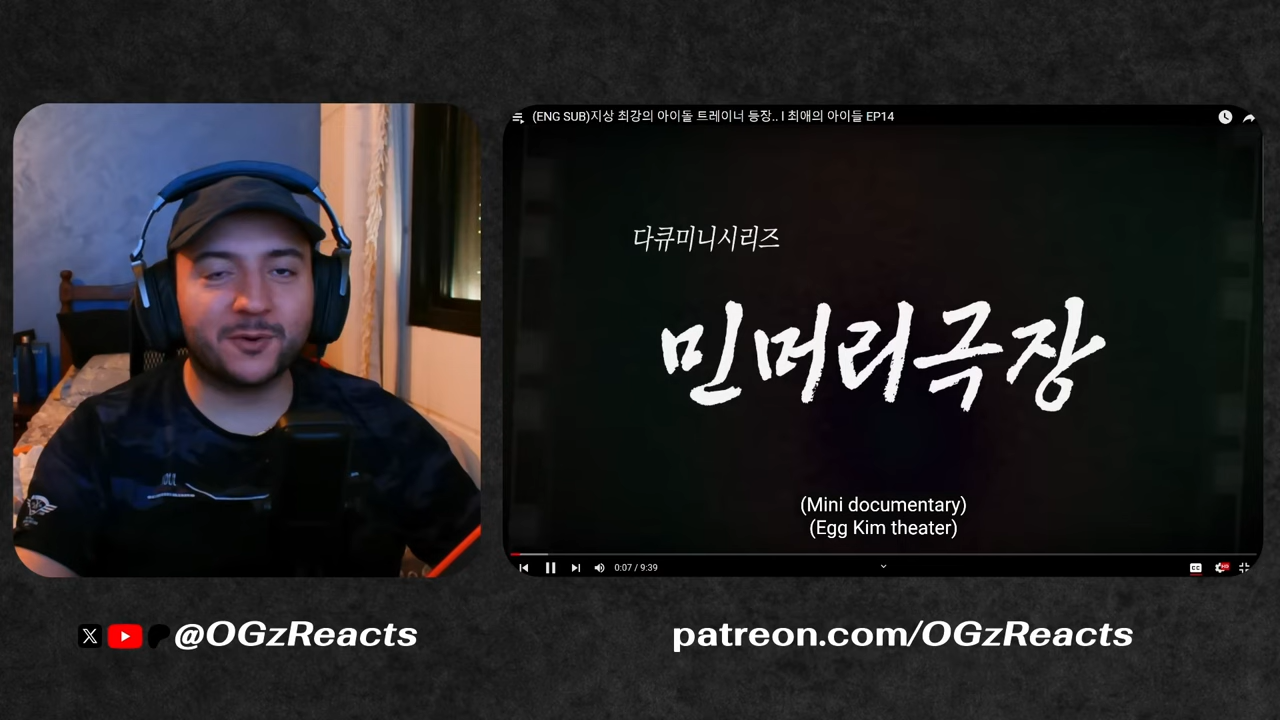 (ENG SUB)지상 최강의 아이돌 트레이너 등장.. l 최애의 아이들 EP14
다큐미니시리즈
민머리극장
(Mini documentary)
(Egg Kim theater)
0:07 / 9:39
CC
HD
@OGzReacts
patreon.com/OGzReacts